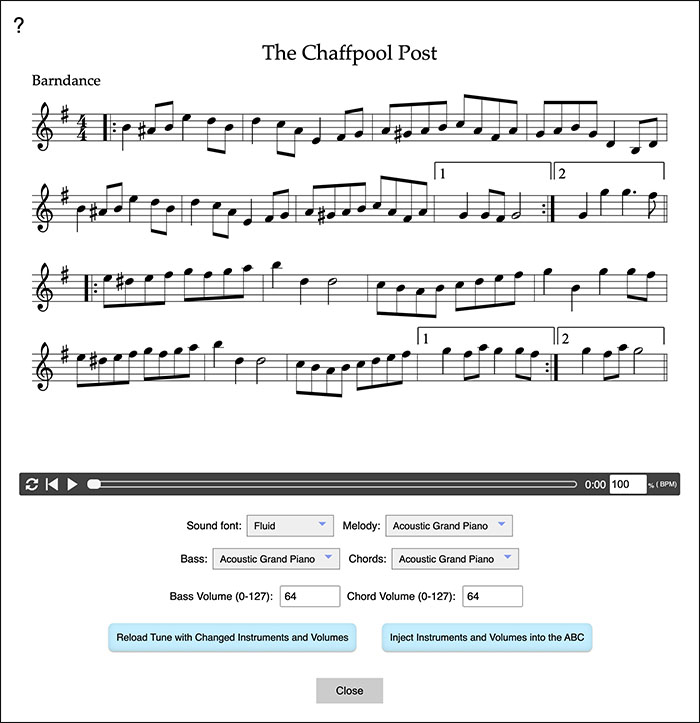 ?
The Chaffpool Post
Barndance
4
4
1 2
1 2
0:00 100 % ( BPM)
Sound font: Fluid Melody: Acoustic Grand Piano
Bass: Acoustic Grand Piano Chords: Acoustic Grand Piano
Bass Volume (0-127): 64 Chord Volume (0-127): 64
Reload Tune with Changed Instruments and Volumes Inject Instruments and Volumes into the ABC
Close